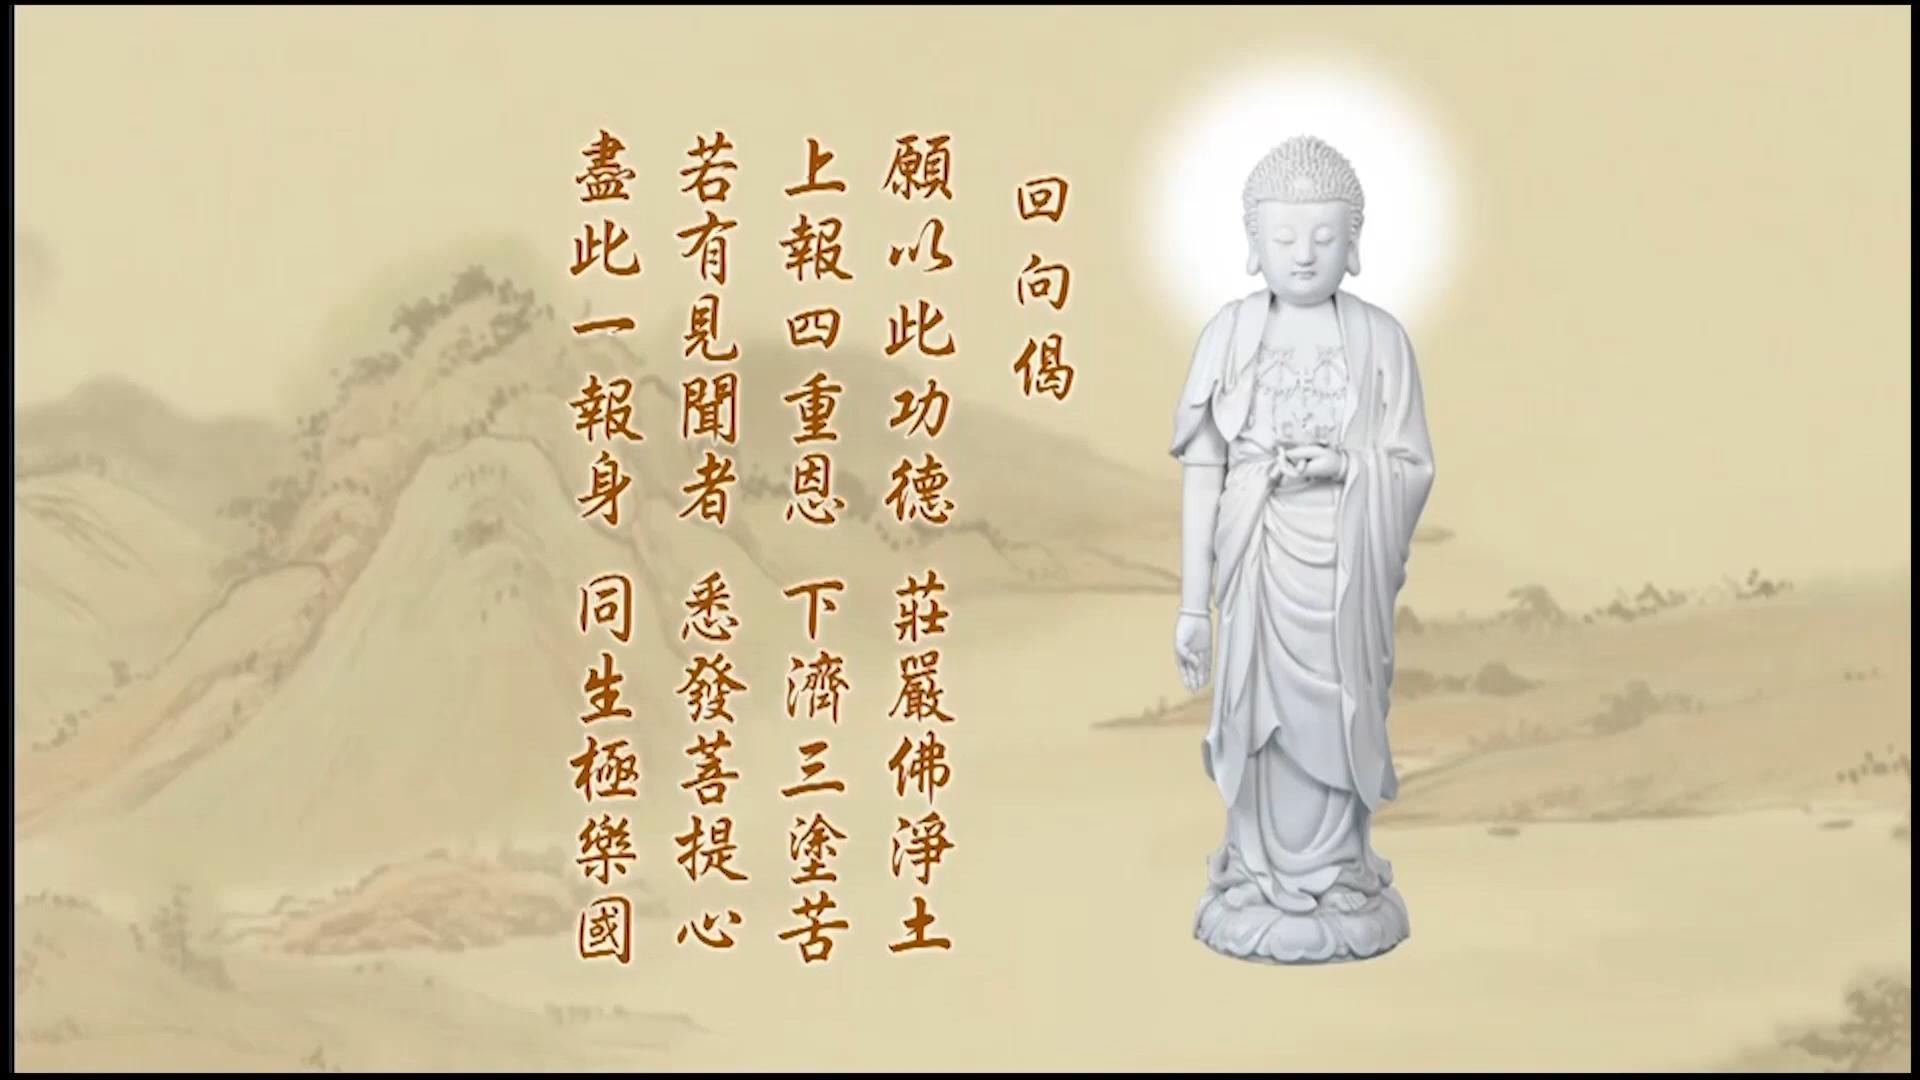 回向偈
願以此功德 莊嚴佛淨土
上報四重恩 下濟三塗苦
若有見聞者 悉發菩提心
盡此一報身 同生極樂國